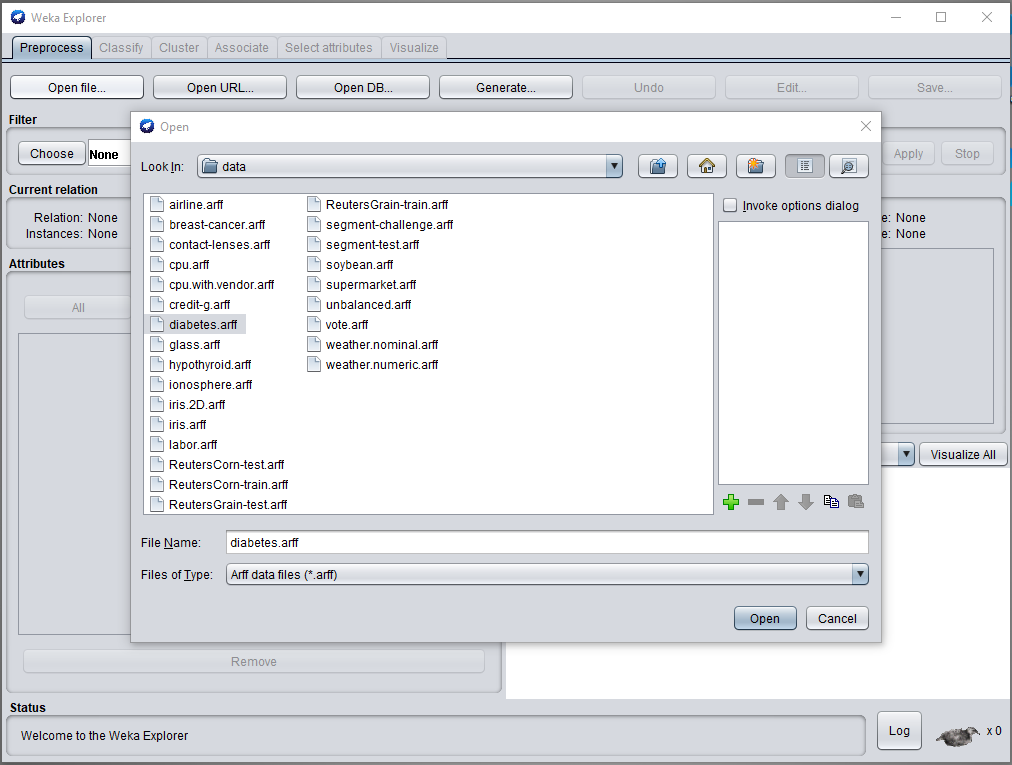 Weka Explorer
Preprocess Classify Cluster Associate Select attributes Visualize
Open file... Open URL... Open DB... Generate... Undo Edit... Save...
Filter
Choose None Apply Stop
Open
Look In: data
Current relation
Relation: None
Instances: None
e: None
e: None
Attributes
All
airline.arff
breast-cancer.arff
contact-lenses.arff
cpu.arff
cpu.with.vendor.arff
credit-g.arff
diabetes.arff
glass.arff
hypothyroid.arff
ionosphere.arff
iris.2D.arff
iris.arff
labor.arff
ReutersCorn-test.arff
ReutersCorn-train.arff
ReutersGrain-test.arff
ReutersGrain-train.arff
segment-challenge.arff
segment-test.arff
soybean.arff
supermarket.arff
unbalanced.arff
vote.arff
weather.nominal.arff
weather.numeric.arff
Invoke options dialog
Visualize All
File Name: diabetes.arff
Files of Type: Arff data files (*.arff)
Open Cancel
Remove
Status
Welcome to the Weka Explorer
Log x 0